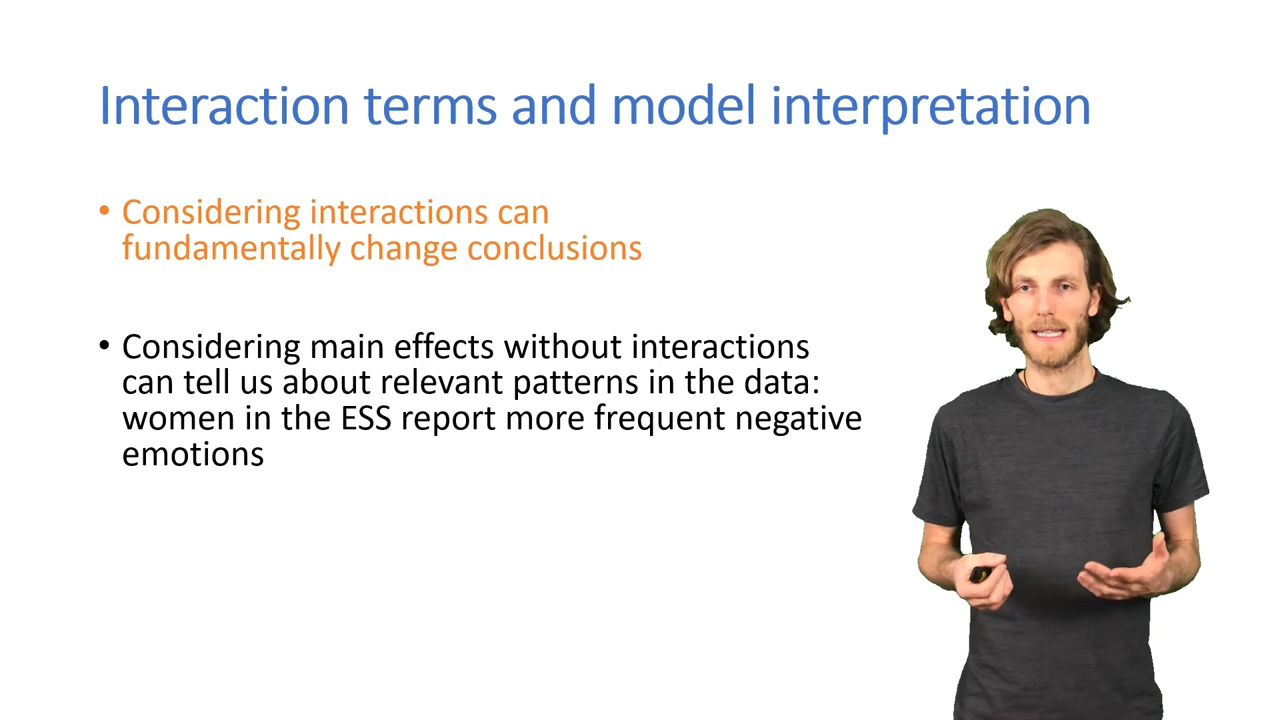 Interaction terms and model interpretation
• Considering interactions can
fundamentally change conclusions
• Considering main effects without interactions
can tell us about relevant patterns in the data:
women in the ESS report more frequent negative
emotions